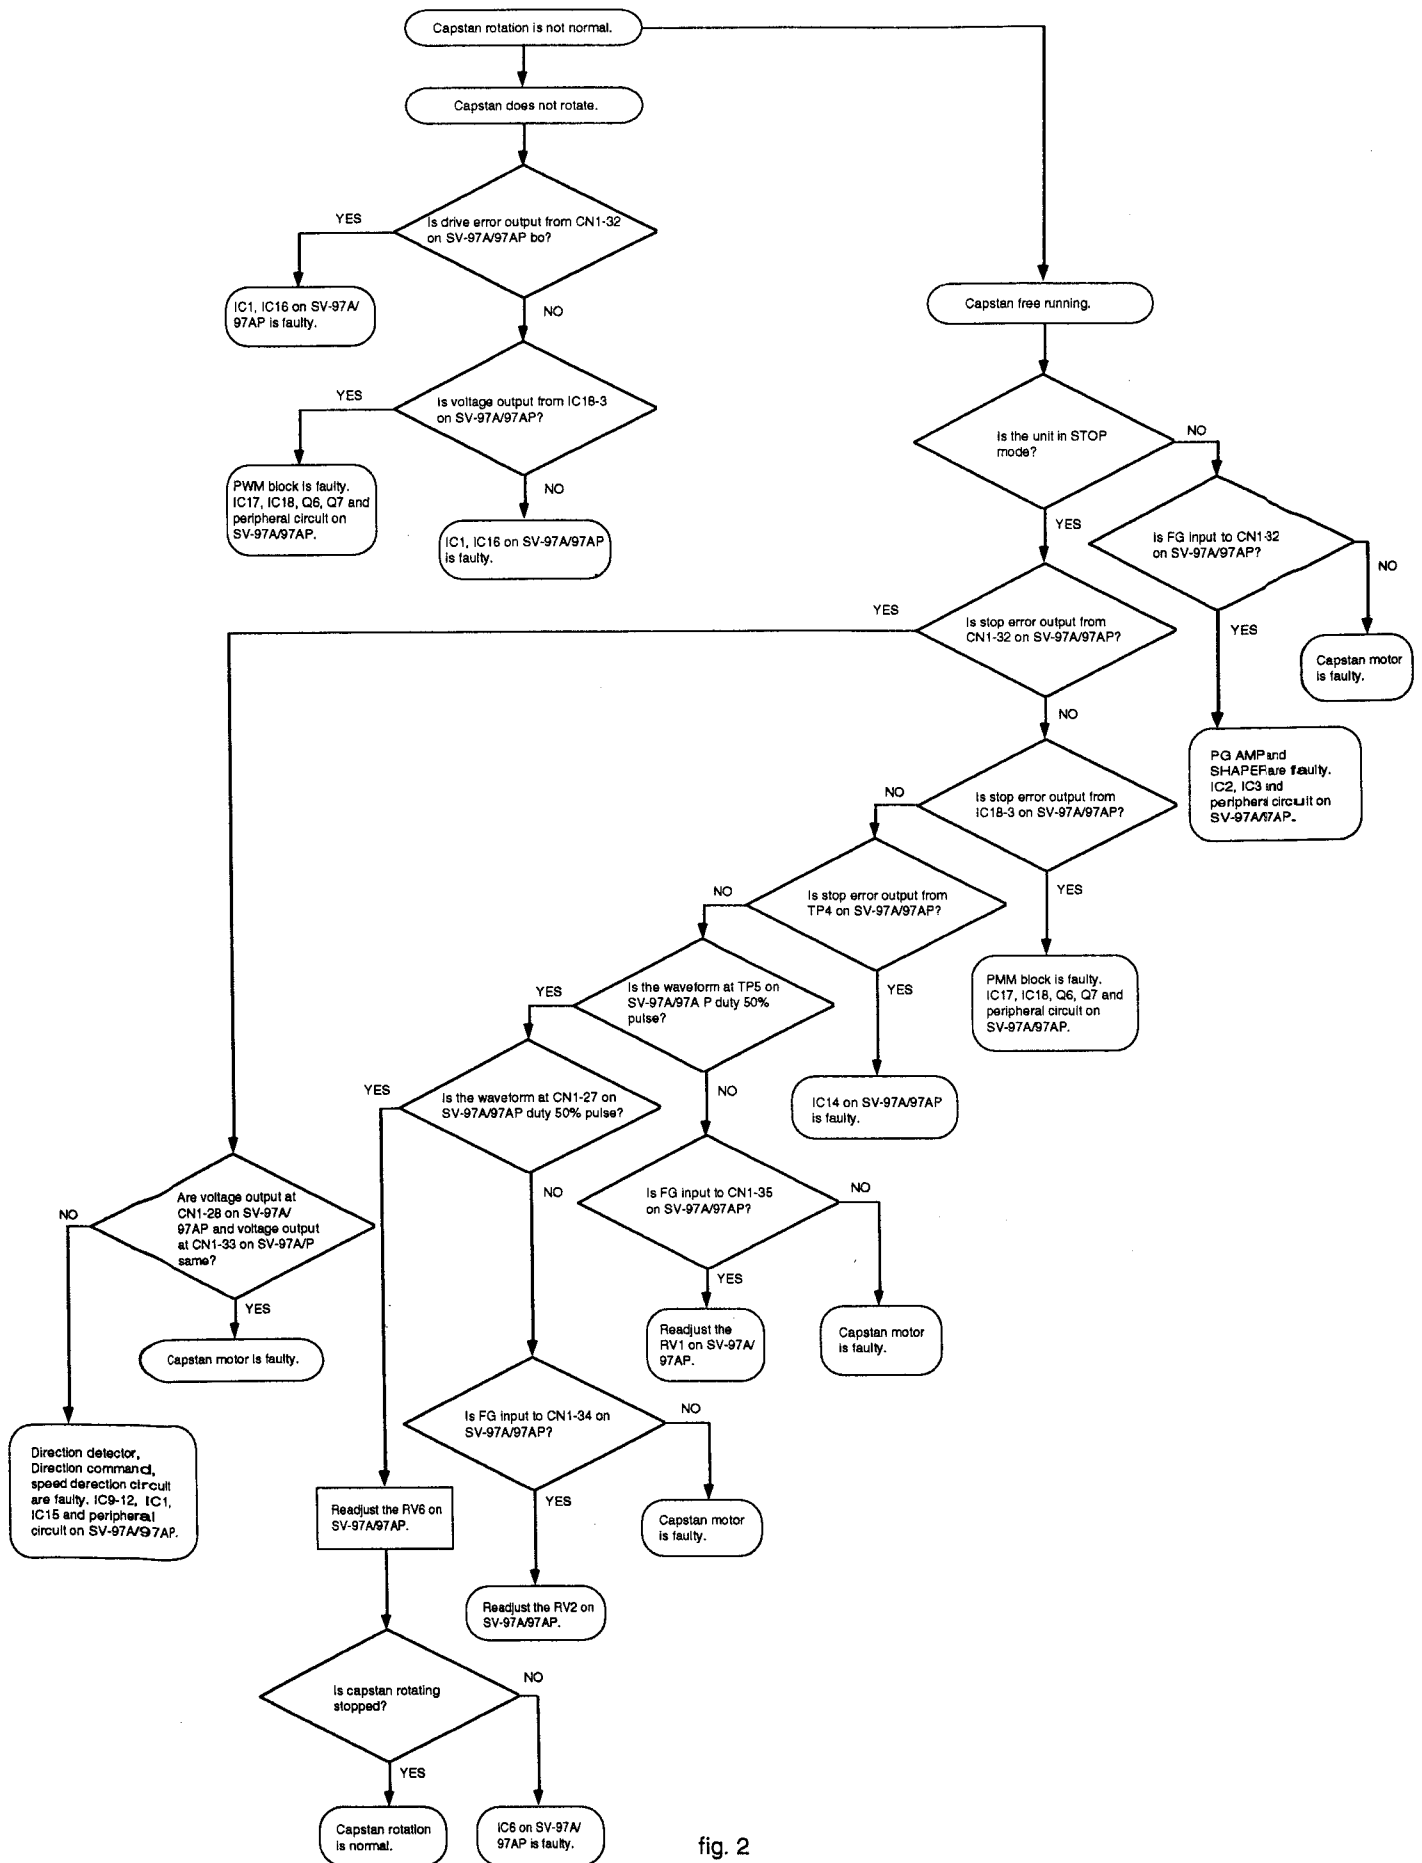 Capstan rotation is not normal.
Capstan does not rotate.
Is drive error output from CN1-32
on SV-97A/97AP bo?
YES
IC1, IC16 on SV-97A/
97AP is faulty.
NO
Is voltage output from IC18-3
on SV-97A/97AP?
YES
PWM block is faulty.
IC17, IC18, Q6, Q7 and
peripheral circuit on
SV-97A/97AP.
NO
IC1, IC16 on SV-97A/97AP
is faulty.
Capstan free running.
Is the unit in STOP
mode?
NO
YES
Is FG input to CN1-32
on SV-97A/97AP?
NO
Capstan motor
is faulty.
YES
PG AMP and
SHAPER are faulty.
IC2, IC3 and
peripheral circuit on
SV-97A/97AP.
Is stop error output from
CN1-32 on SV-97A/97AP?
YES
NO
Is stop error output from
IC18-3 on SV-97A/97AP?
NO
YES
PMM block is faulty.
IC17, IC18, Q6, Q7 and
peripheral circuit on
SV-97A/97AP.
Is stop error output from
TP4 on SV-97A/97AP?
NO
YES
IC14 on SV-97A/97AP
is faulty.
Is the waveform at TP5 on
SV-97A/97A P duty 50%
pulse?
YES
NO
Is the waveform at CN1-27 on
SV-97A/97AP duty 50% pulse?
YES
NO
Is FG input to CN1-35
on SV-97A/97AP?
NO
YES
Readjust the
RV1 on SV-97A/
97AP.
Capstan motor
is faulty.
Are voltage output at
CN1-28 on SV-97A/
97AP and voltage output
at CN1-33 on SV-97A/P
same?
NO
YES
Capstan motor is faulty.
Direction detector,
Direction command,
speed derection circuit
are faulty. IC9-12, IC1,
IC15 and peripheral
circuit on SV-97A/97AP.
Is FG input to CN1-34 on
SV-97A/97AP?
NO
YES
Capstan motor
is faulty.
Readjust the RV2 on
SV-97A/97AP.
Readjust the RV6 on
SV-97A/97AP.
Is capstan rotating
stopped?
NO
YES
Capstan rotation
is normal.
IC6 on SV-97A/
97AP is faulty.
fig. 2